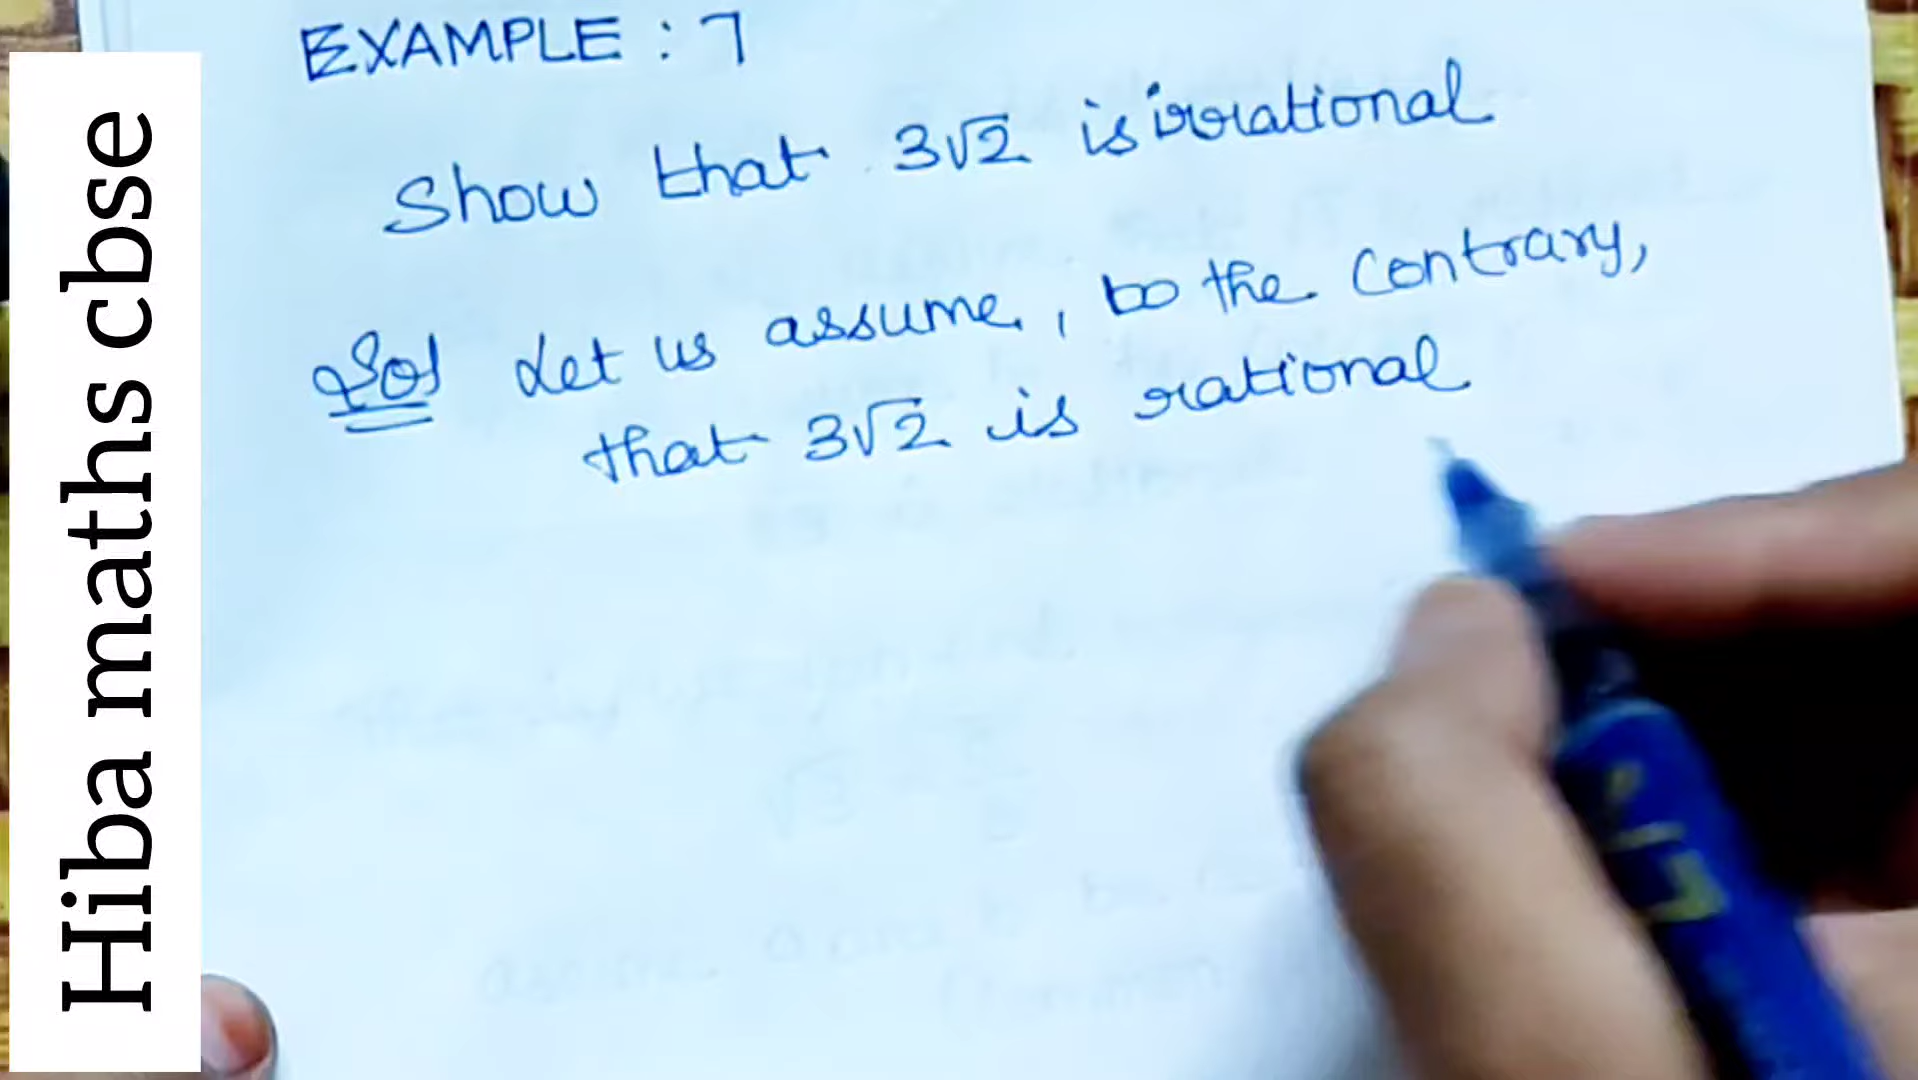 Hiba maths cbse
EXAMPLE : 7
Show that 3√2 is irrational
Sol Let us assume, to the contrary,
that 3√2 is rational